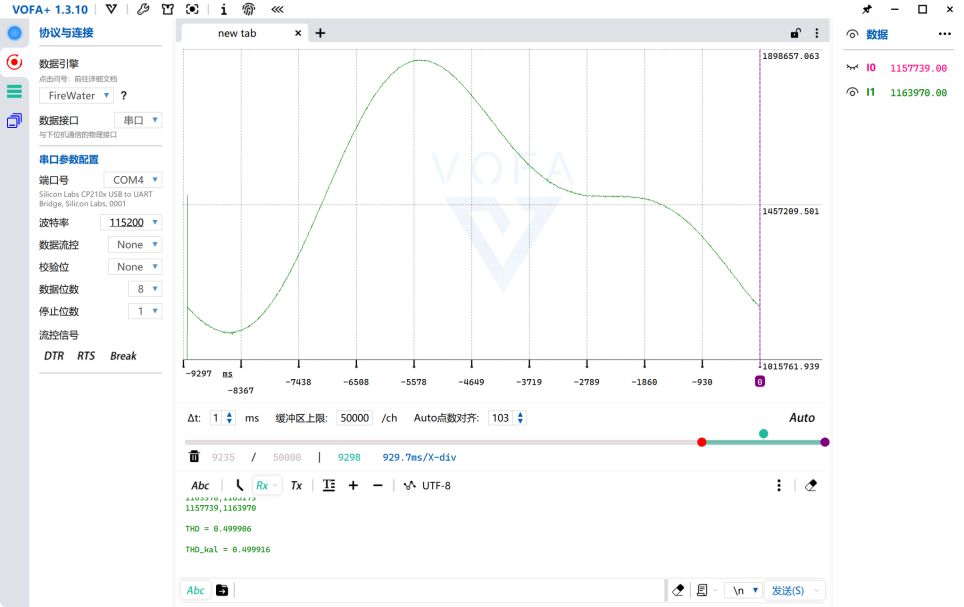 VOFA+ 1.3.10
协议与连接
数据引擎
点击问号：前往详细文档
FireWater
?
数据接口
串口
与下位机通信的物理接口
串口参数配置
端口号
COM4
Silicon Labs CP210x USB to UART
Bridge, Silicon Labs, 0001
波特率
115200
数据流控
None
校验位
None
数据位数
8
停止位数
1
流控信号
DTR RTS Break
new tab
VOFA
1898657.063
1457209.501
1015761.939
-9297 ms
-8367
-7438
-6508
-5578
-4649
-3719
-2789
-1860
-930
0
Δt: 1 ms 缓冲区上限: 50000 /ch Auto点数对齐: 103
Auto
9235 / 50000 | 9298 929.7ms/X-div
Abc Rx Tx UTF-8
1163378,1163173
1157739,1163970
THD = 0.499906
THD_kal = 0.499916
Abc
\n
发送(S)
数据
I0 1157739.00
I1 1163970.00